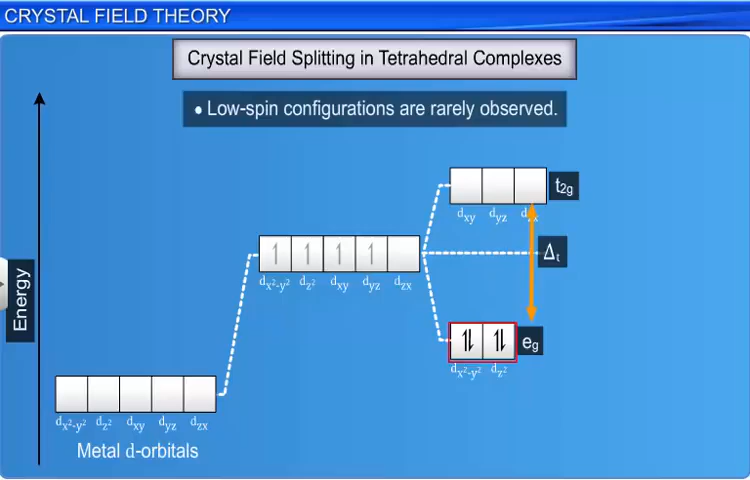 CRYSTAL FIELD THEORY
Crystal Field Splitting in Tetrahedral Complexes
• Low-spin configurations are rarely observed.
t₂g
dxy dyz
Δₜ
dx²-y² dz² dxy dyz dzx
Energy
eg
dx²-y² dz²
dx²-y² dz² dxy dyz dzx
Metal d-orbitals